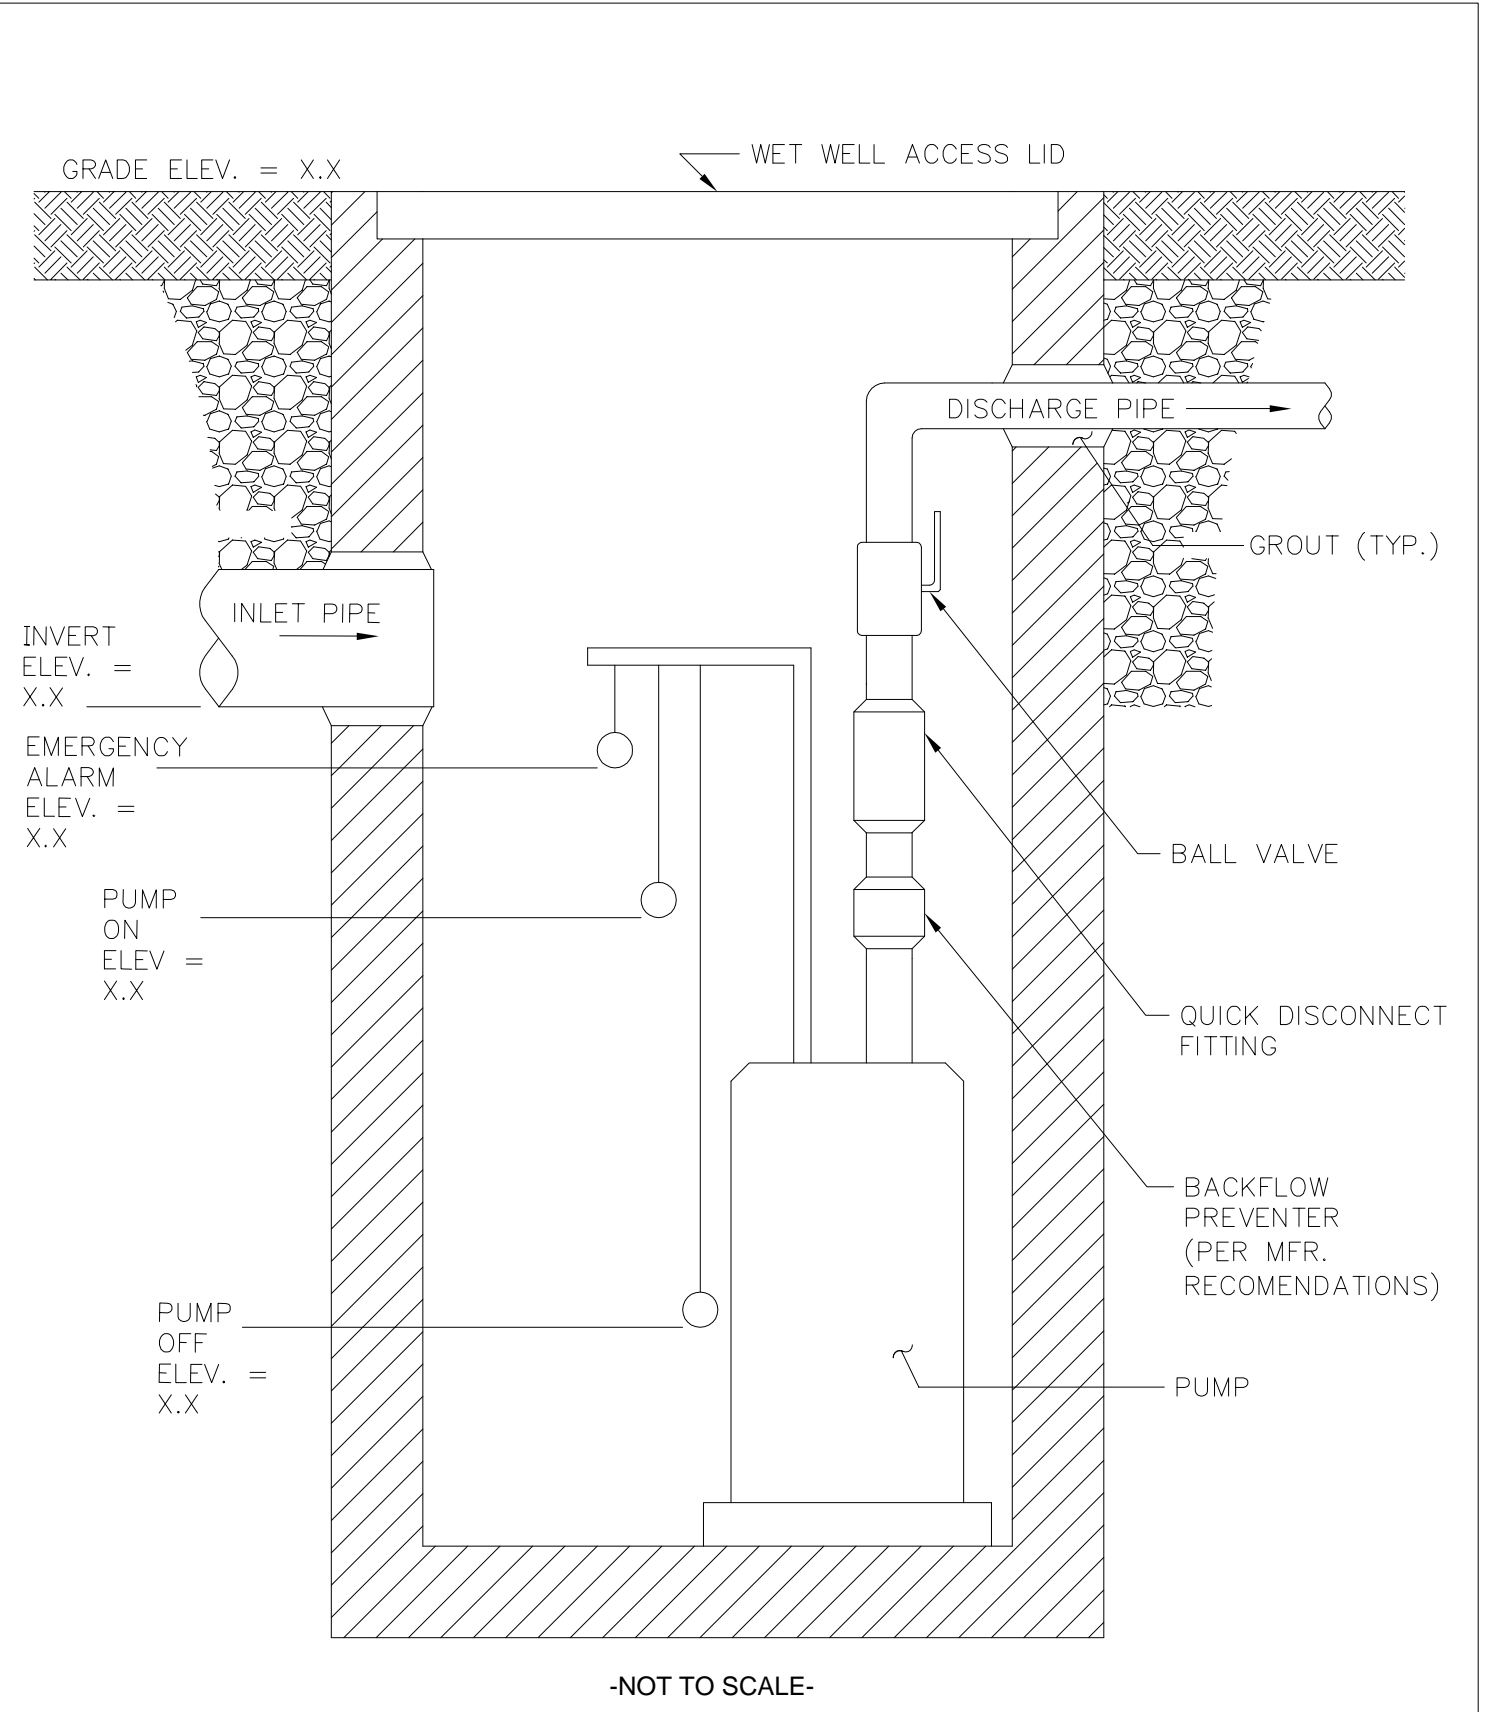 WET WELL ACCESS LID
GRADE ELEV. = X.X
DISCHARGE PIPE
GROUT (TYP.)
INLET PIPE
INVERT
ELEV. =
X.X
EMERGENCY
ALARM
ELEV. =
X.X
BALL VALVE
PUMP
ON
ELEV =
X.X
QUICK DISCONNECT
FITTING
BACKFLOW
PREVENTER
(PER MFR.
RECOMENDATIONS)
PUMP
OFF
ELEV. =
X.X
PUMP
-NOT TO SCALE-